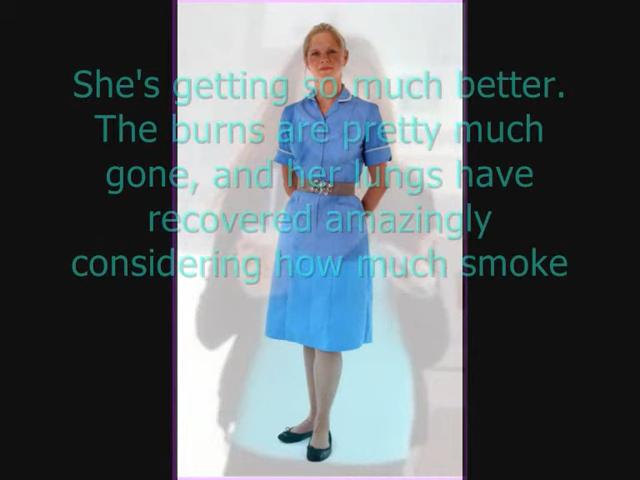 She's getting so much better.
The burns are pretty much
gone, and her lungs have
recovered amazingly
considering how much smoke